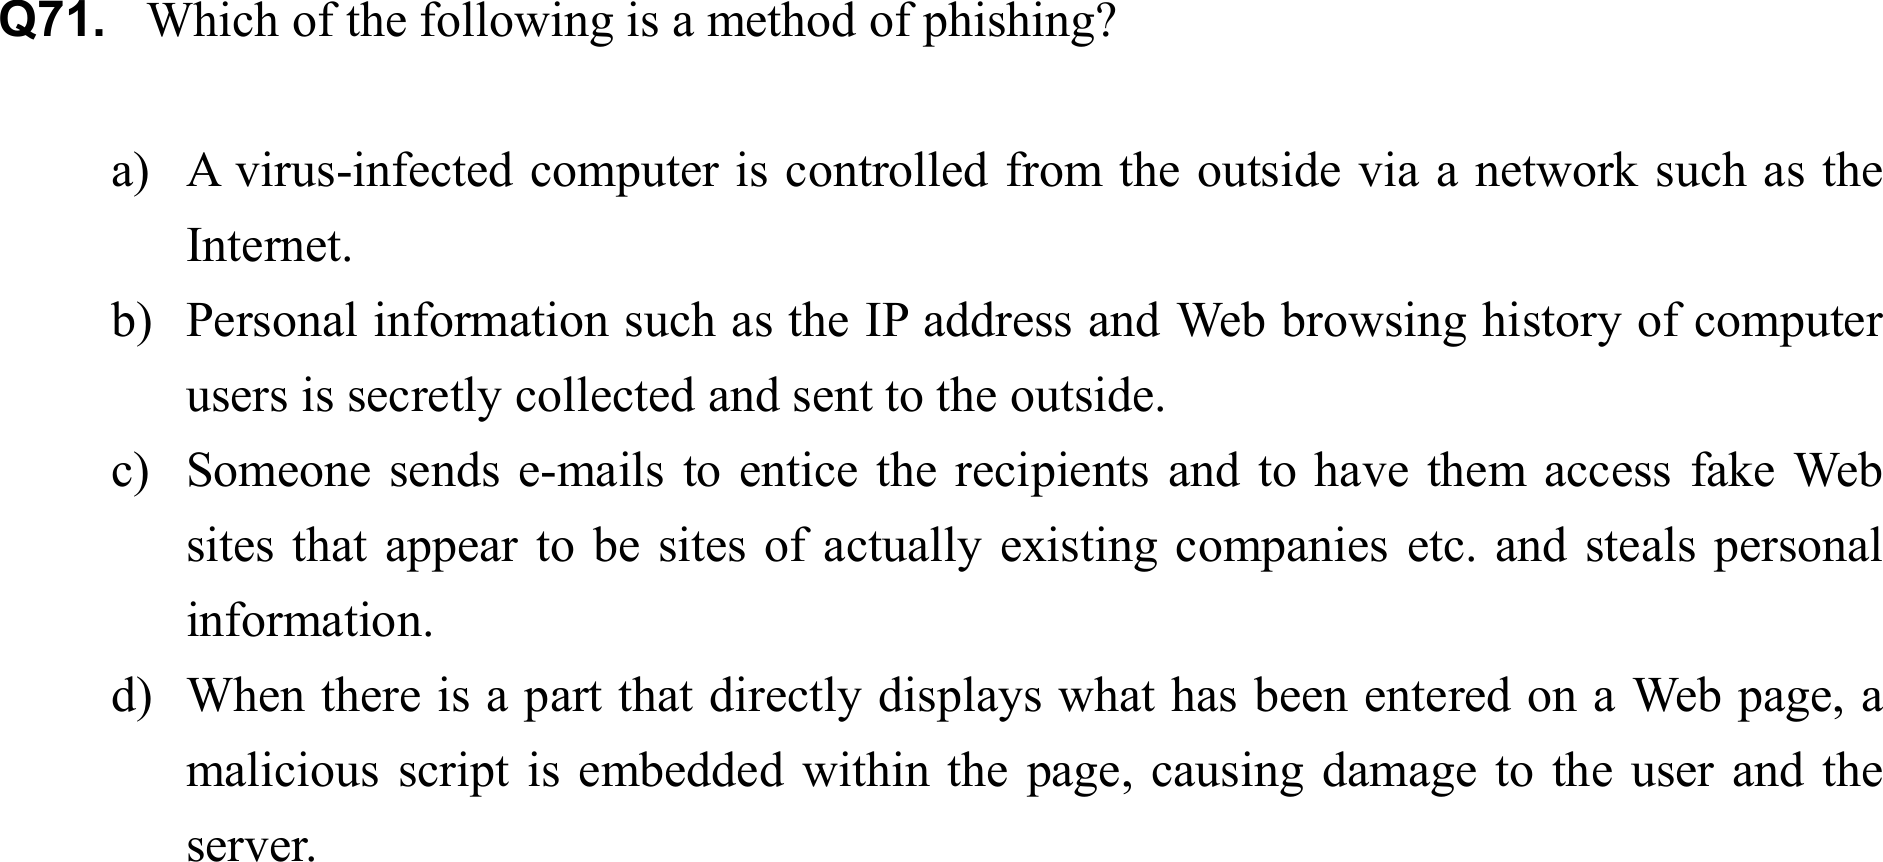 Q71. Which of the following is a method of phishing?
a) A virus-infected computer is controlled from the outside via a network such as the
Internet.
b) Personal information such as the IP address and Web browsing history of computer
users is secretly collected and sent to the outside.
c) Someone sends e-mails to entice the recipients and to have them access fake Web
sites that appear to be sites of actually existing companies etc. and steals personal
information.
d) When there is a part that directly displays what has been entered on a Web page, a
malicious script is embedded within the page, causing damage to the user and the
server.